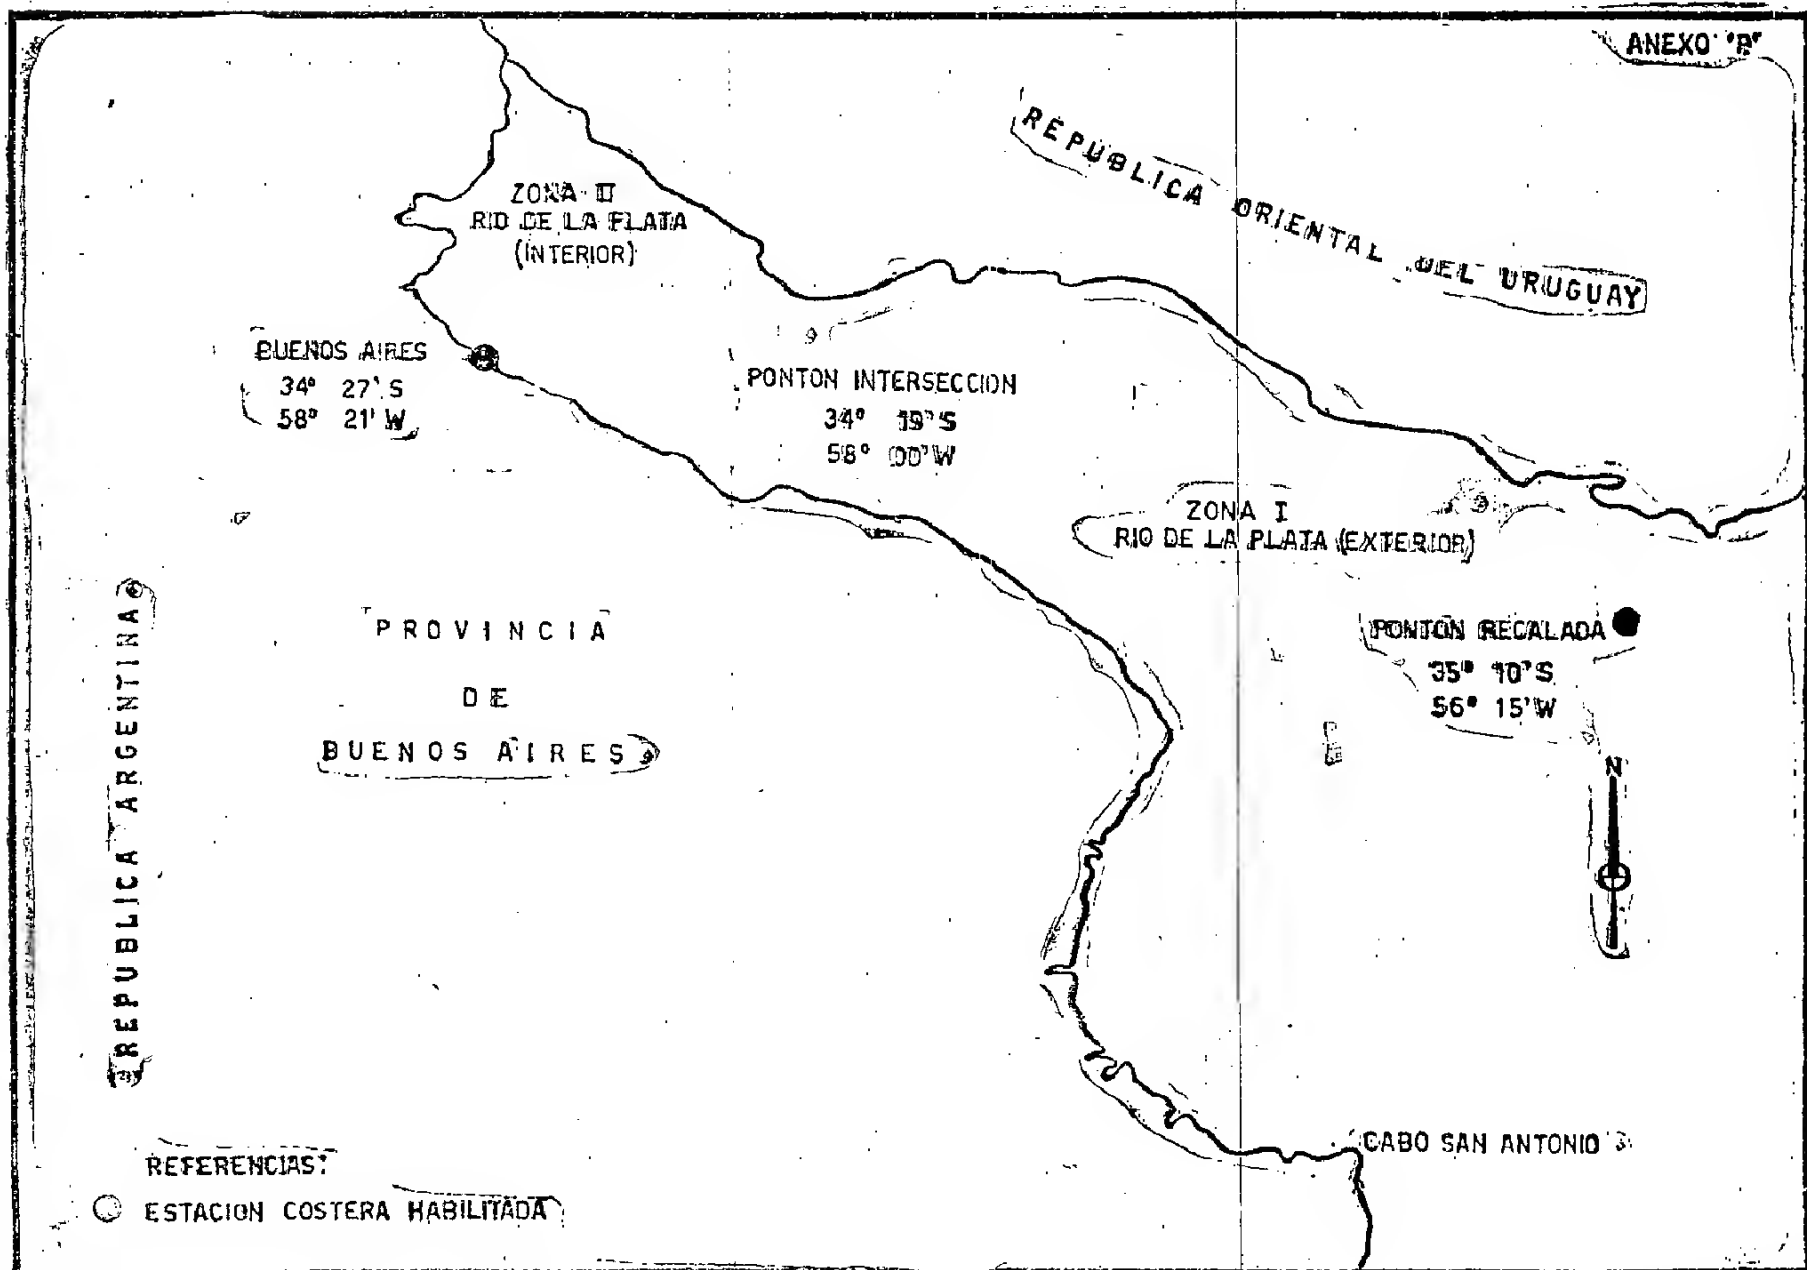 ANEXO "B"
REPUBLICA ORIENTAL DEL URUGUAY
ZONA II
RIO DE LA PLATA
(INTERIOR)
BUENOS AIRES
34° 27' S
58° 21' W
PONTON INTERSECCION
34° 19' S
58° 00' W
ZONA I
RIO DE LA PLATA (EXTERIOR)
PONTON RECALADA
35° 10' S
56° 15' W
N
PROVINCIA
DE
BUENOS AIRES
REPUBLICA ARGENTINA
CABO SAN ANTONIO
REFERENCIAS:
ESTACION COSTERA HABILITADA